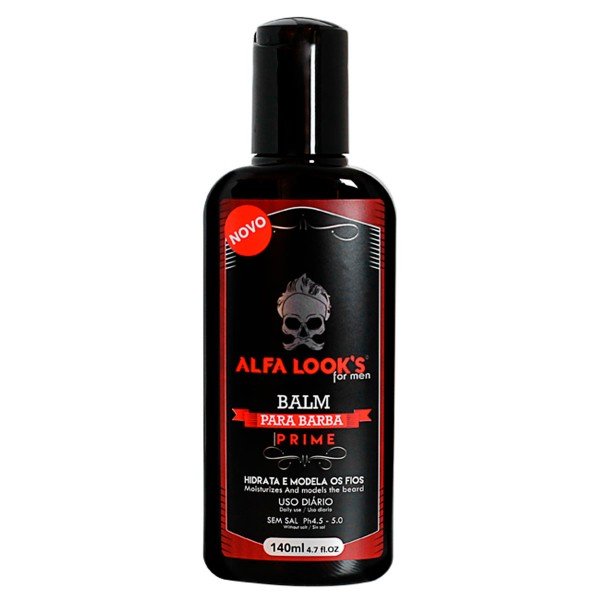 NOVO
ALFA LOOK'S
for men
BALM
PARA BARBA
PRIME
HIDRATA E MODELA OS FIOS
Moisturizes And models the beard
USO DIÁRIO
Daily use / Uso diario
SEM SAL Ph4.5 - 5.0
Without salt / Sin sal
140ml 4.7 fl.OZ